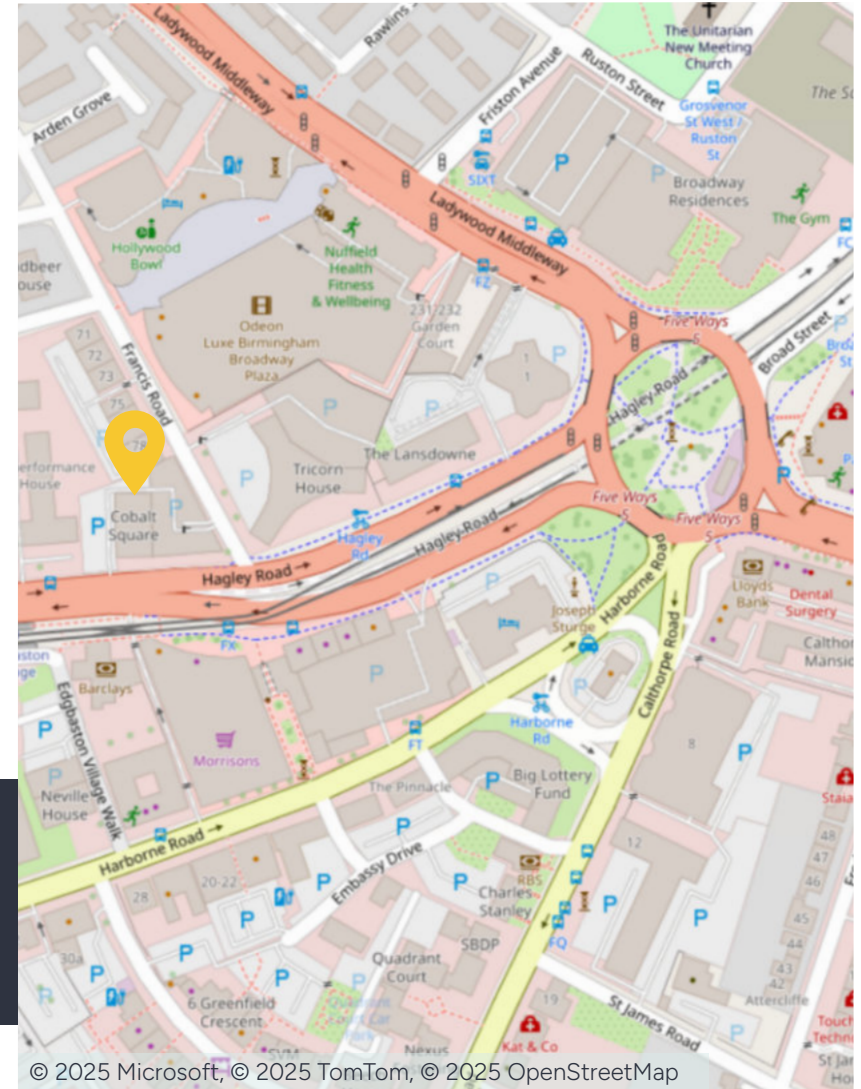 Ladywood Middleway
Rawlins
The Unitarian
New Meeting
Church
Ruston Street
Friston Avenue
Arden Grove
Grosvenor
St West /
Ruston
St
SIXT
P
P
Broadway
Residences
The Gym
Ladywood Middleway
Hollywood
Bowl
Nuffield
Health
Fitness
& Wellbeing
FZ
FC
231/232
Garden
Court
Odeon
Luxe Birmingham
Broadway
Plaza
Five Ways
6
Broad Street
71
72
73
75
78
Francis Road
1
1
P
P
P
Hagley Road
The Lansdowne
Tricorn
House
P
P
Cobalt
Square
P
P
Hagley
Rd
Hagley Road
Hagley Road
Five Ways
5
Five Ways
5
P
Harborne Road
Lloyds
Bank
Dental
Surgery
Joseph
Sturge
P
Calthorpe Road
FX
Barclays
Edgbaston Village Walk
P
P
Morrisons
P
FT
Harborne
Rd
8
P
Neville
House
The Pinnacle
P
Big Lottery
Fund
P
Harborne Road
Embassy Drive
12
48
47
46
45
44
43
42
28
20-22
P
P
P
RBS
Charles
Stanley
P
P
FQ
SBDP
Quadrant
Court
30a
P
P
P
P
6 Greenfield
Crescent
19
Attercliffe
P
St James Road
Kat & Co
Nexus
© 2025 Microsoft, © 2025 TomTom, © 2025 OpenStreetMap